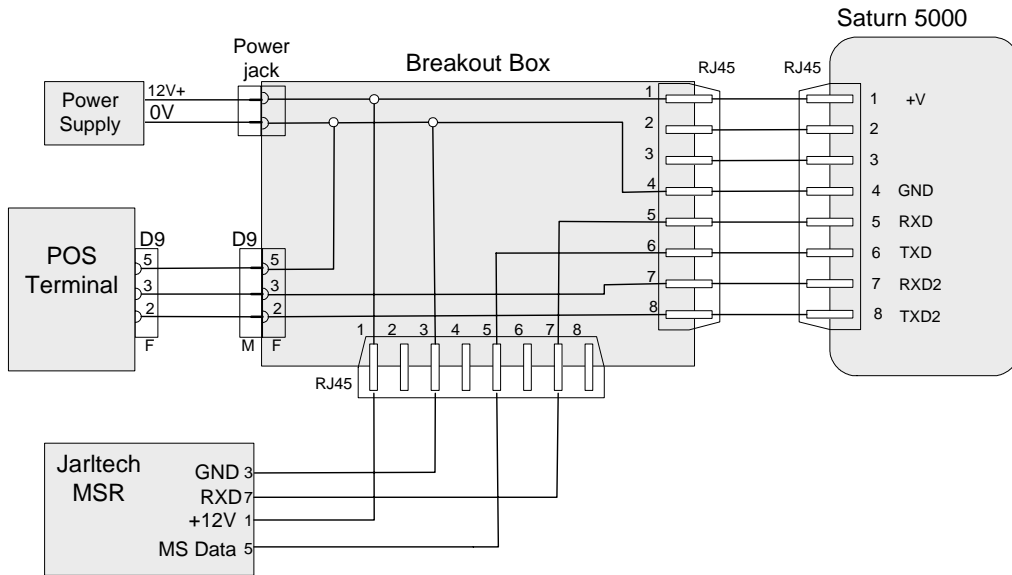 Saturn 5000
Power
jack
Breakout Box
RJ45
RJ45
Power
Supply
12V+
0V
1
2
3
4
5
6
7
8
1 +V
2
3
4 GND
5 RXD
6 TXD
7 RXD2
8 TXD2
POS
Terminal
D9
D9
5
3
2
5
3
2
F
M
F
1 2 3 4 5 6 7 8
RJ45
Jarltech
MSR
GND 3
RXD 7
+12V 1
MS Data 5